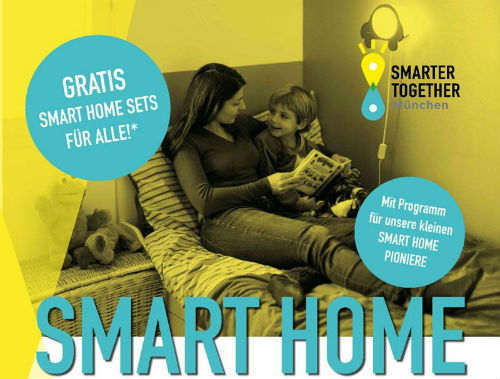 GRATIS
SMART HOME SETS
FÜR ALLE!*
SMARTER
TOGETHER
München
Mit Programm
für unsere kleinen
SMART HOME
PIONIERE
SMART HOME